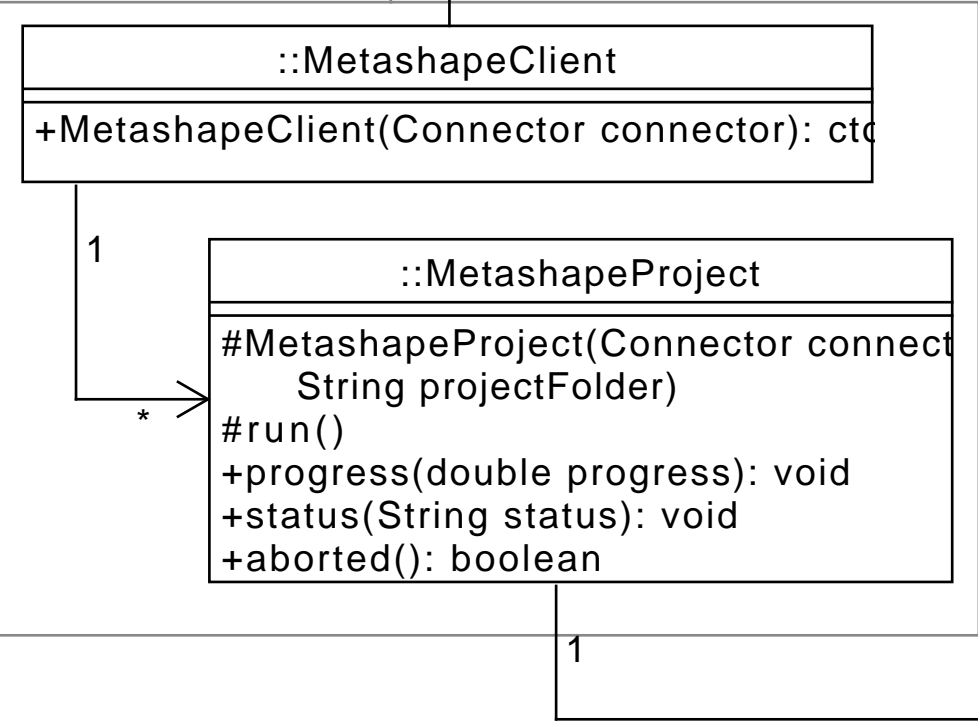 ::MetashapeClient
+MetashapeClient(Connector connector):
1
::MetashapeProject
#MetashapeProject(Connector connect
String projectFolder)
*
#run()
+progress(double progress): void
+status(String status): void
+aborted(): boolean
1